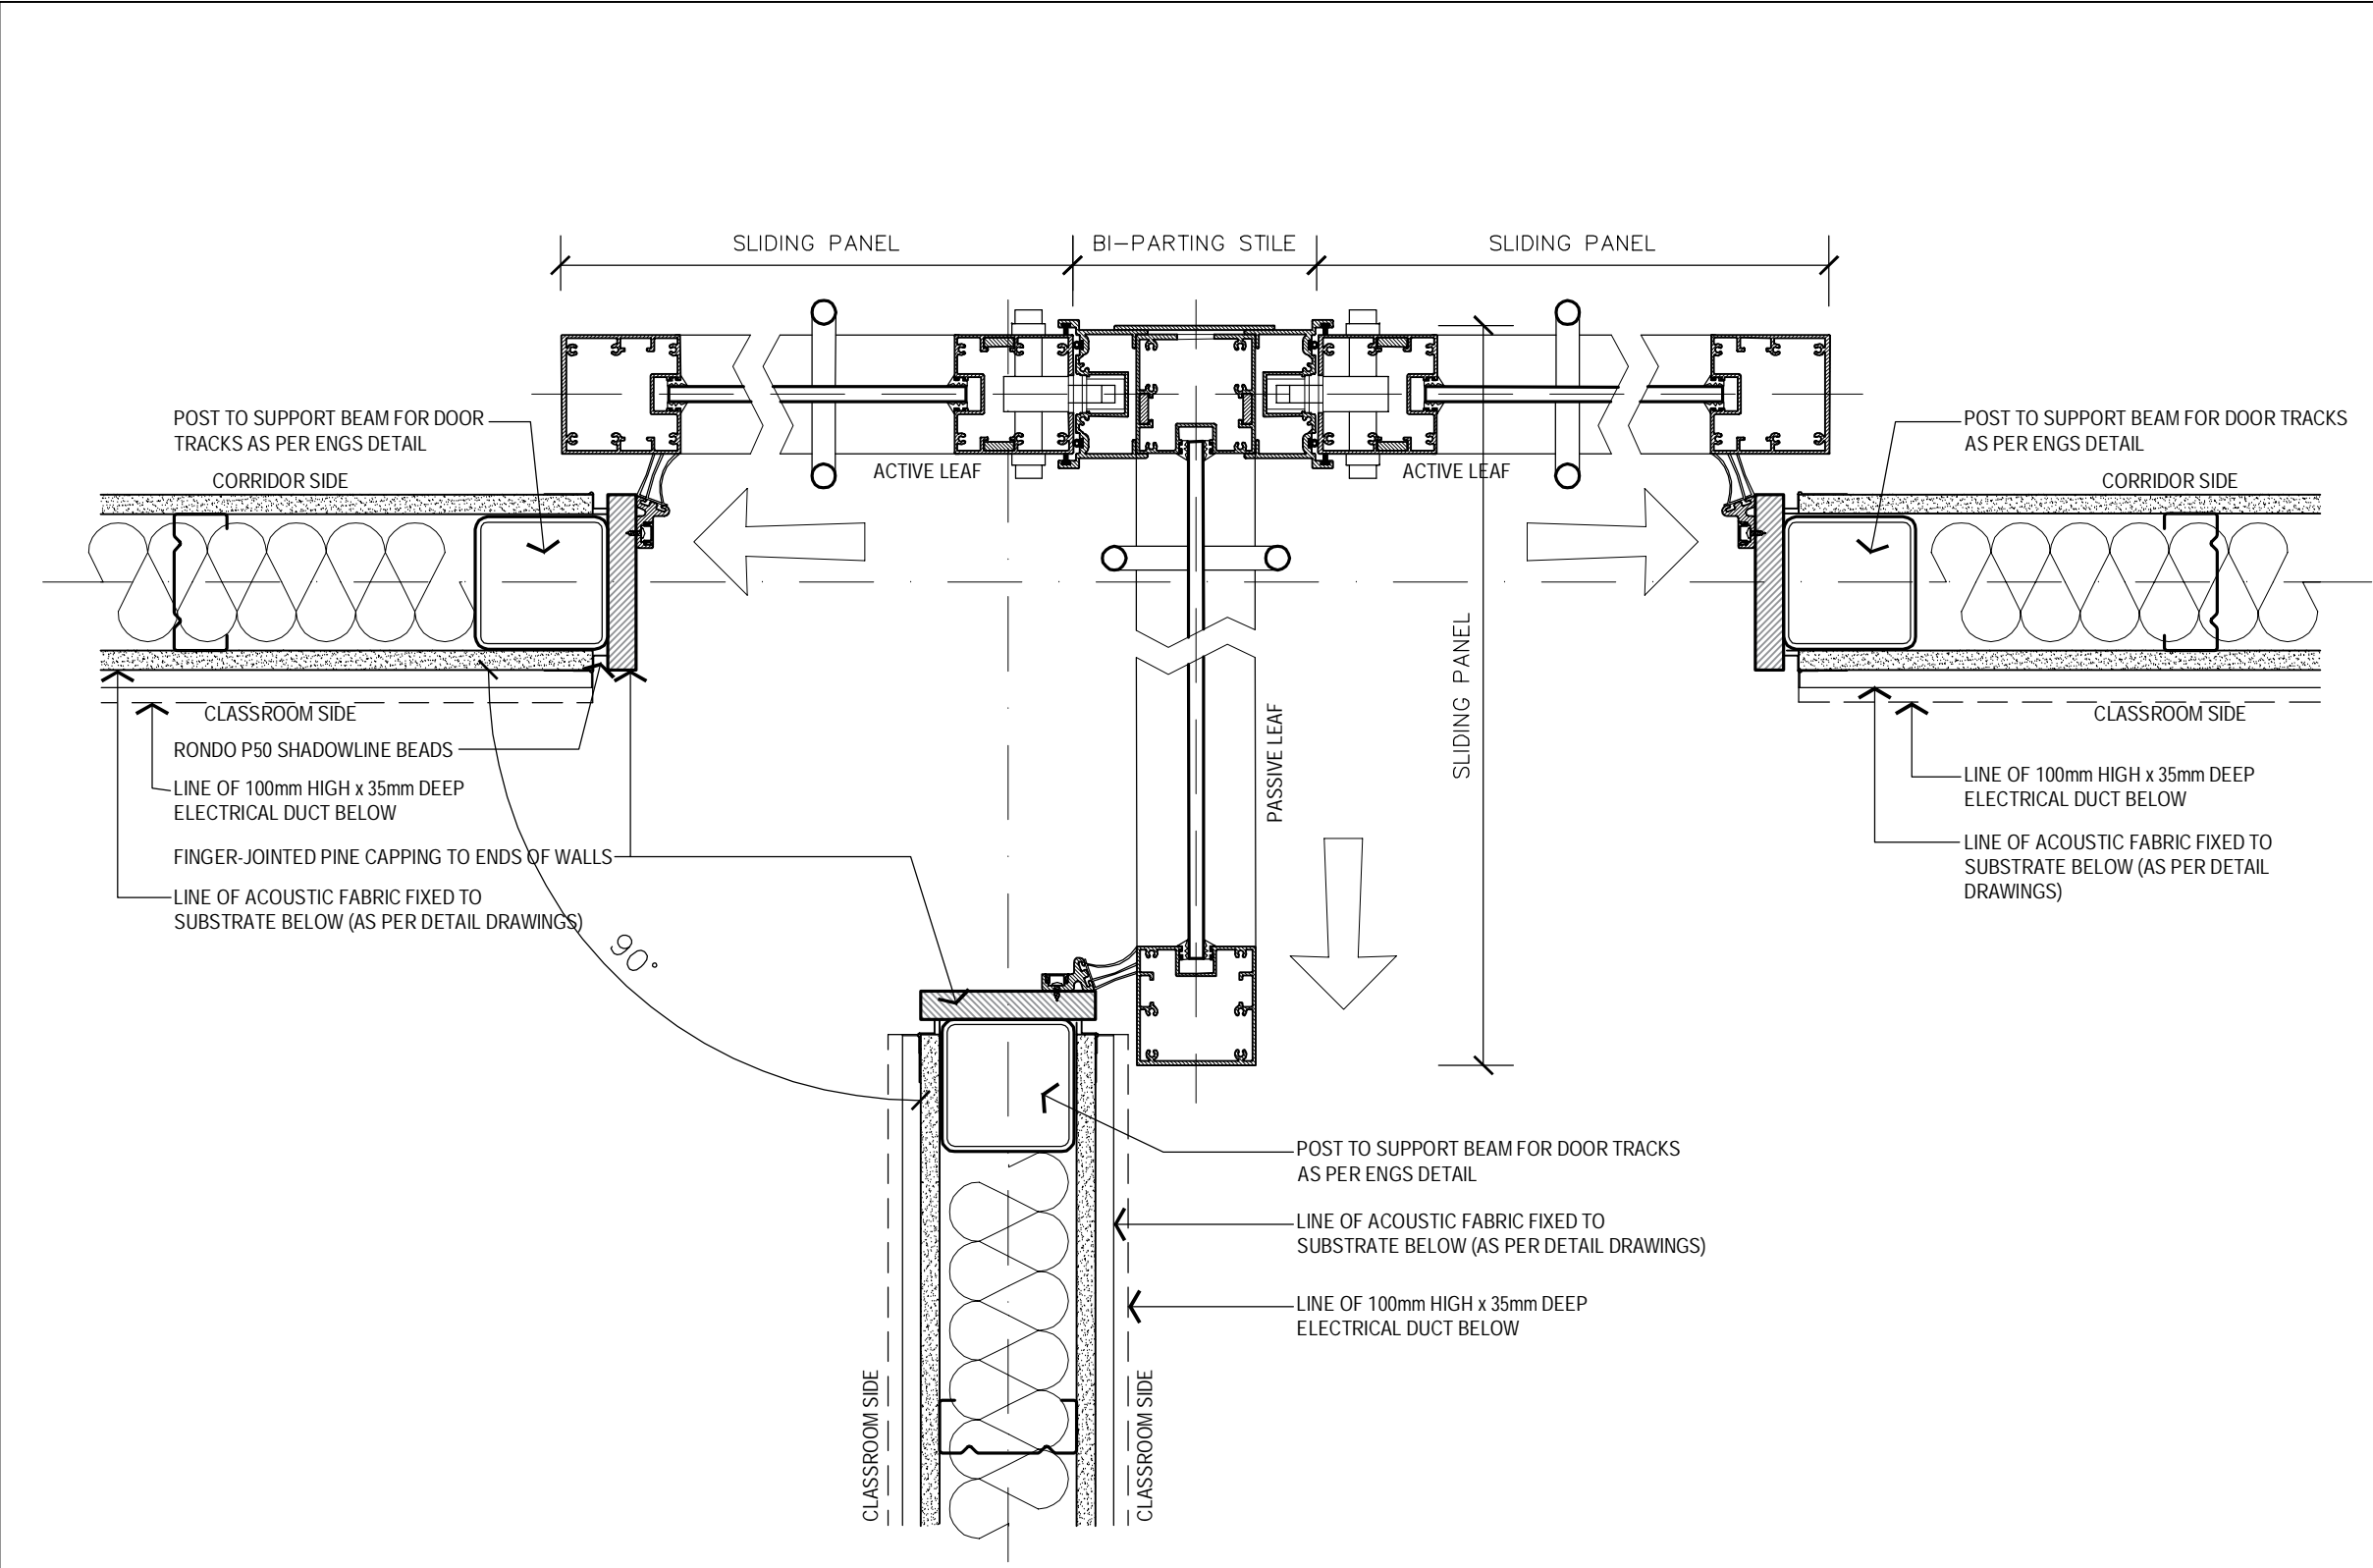 SLIDING PANEL
BI-PARTING STILE
SLIDING PANEL
POST TO SUPPORT BEAM FOR DOOR
TRACKS AS PER ENGS DETAIL
POST TO SUPPORT BEAM FOR DOOR TRACKS
AS PER ENGS DETAIL
ACTIVE LEAF
ACTIVE LEAF
CORRIDOR SIDE
CORRIDOR SIDE
SLIDING PANEL
PASSIVE LEAF
CLASSROOM SIDE
CLASSROOM SIDE
RONDO P50 SHADOWLINE BEADS
LINE OF 100mm HIGH x 35mm DEEP
ELECTRICAL DUCT BELOW
LINE OF 100mm HIGH x 35mm DEEP
ELECTRICAL DUCT BELOW
FINGER-JOINTED PINE CAPPING TO ENDS OF WALLS
LINE OF ACOUSTIC FABRIC FIXED TO
SUBSTRATE BELOW (AS PER DETAIL DRAWINGS)
LINE OF ACOUSTIC FABRIC FIXED TO
SUBSTRATE BELOW (AS PER DETAIL
DRAWINGS)
90°
POST TO SUPPORT BEAM FOR DOOR TRACKS
AS PER ENGS DETAIL
LINE OF ACOUSTIC FABRIC FIXED TO
SUBSTRATE BELOW (AS PER DETAIL DRAWINGS)
LINE OF 100mm HIGH x 35mm DEEP
ELECTRICAL DUCT BELOW
CLASSROOM SIDE
CLASSROOM SIDE